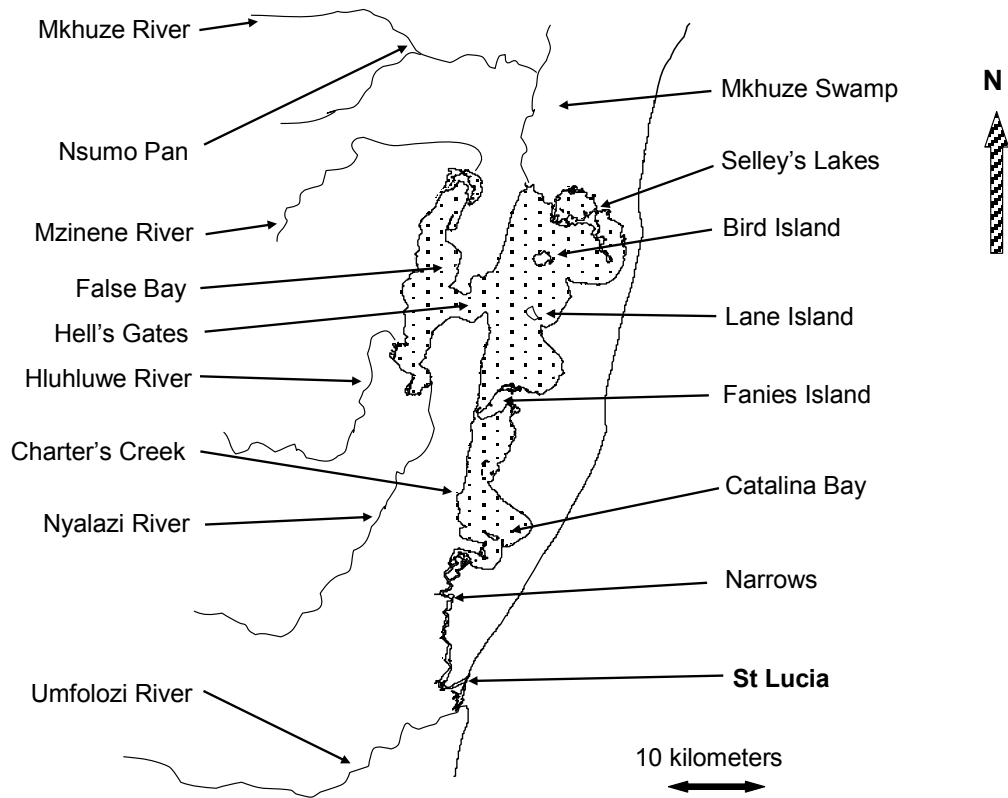 Mkhuze River
Nsumo Pan
Mzinene River
False Bay
Hell's Gates
Hluhluwe River
Charter's Creek
Nyalazi River
Umfolozi River
N
Mkhuze Swamp
Selley's Lakes
Bird Island
Lane Island
Fanies Island
Catalina Bay
Narrows
St Lucia
10 kilometers